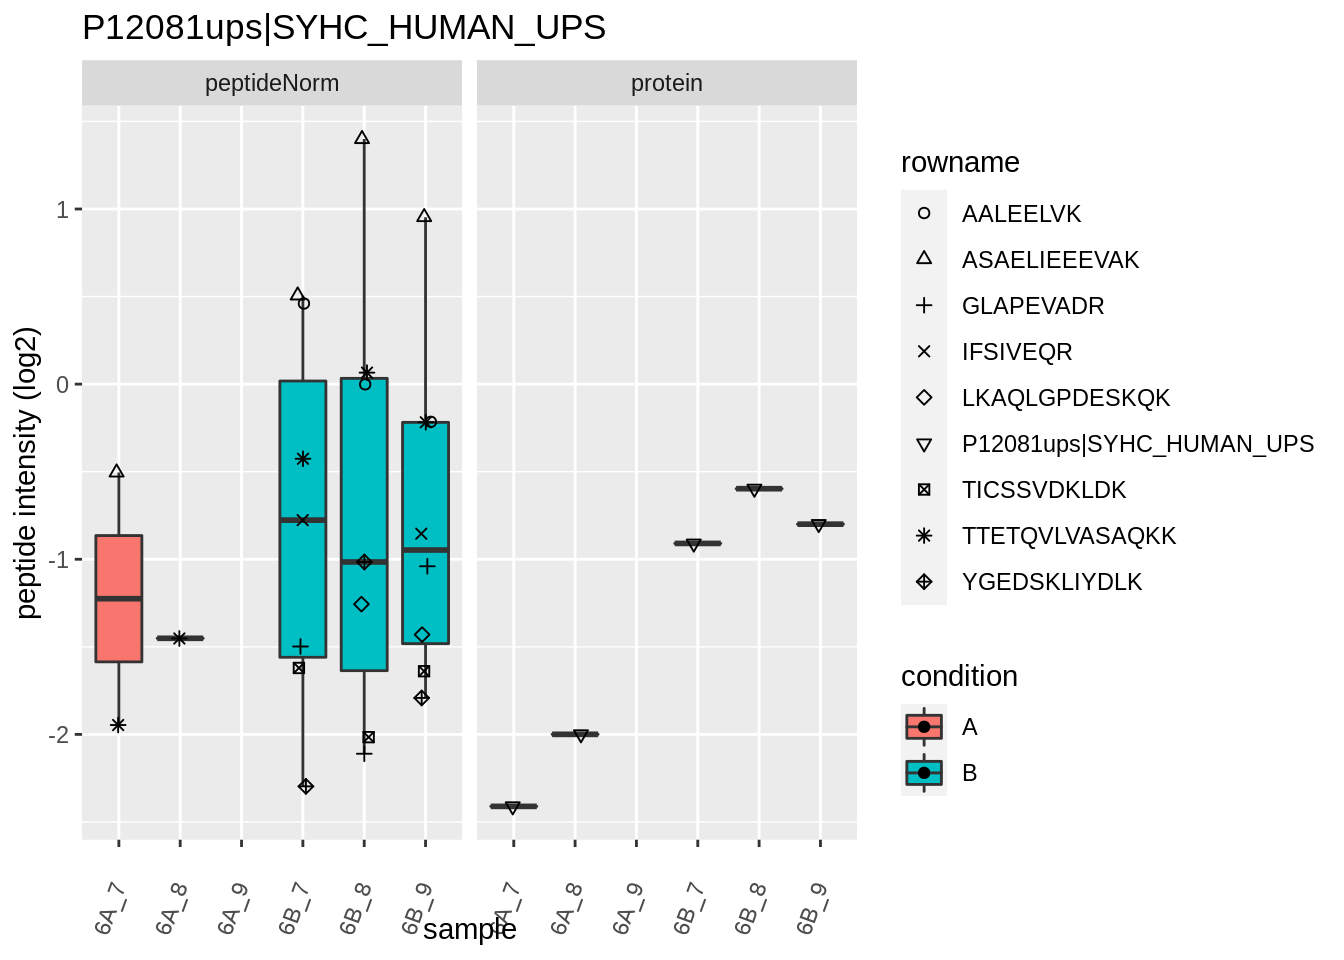 P12081ups|SYHC_HUMAN_UPS
peptideNorm
protein
peptide intensity (log2)
1
0
-1
-2
6A_7
6A_8
6A_9
6B_7
6B_8
6B_9
6A_7
6A_8
6A_9
6B_7
6B_8
6B_9
sample
rowname
AALEELVK
ASAELIEEEVAK
GLAPEVADR
IFSIVEQR
LKAQLGPDESKQK
P12081ups|SYHC_HUMAN_UPS
TICSSVDKLDK
TTETQVLVASAQKK
YGEDSKLIYDLK
condition
A
B